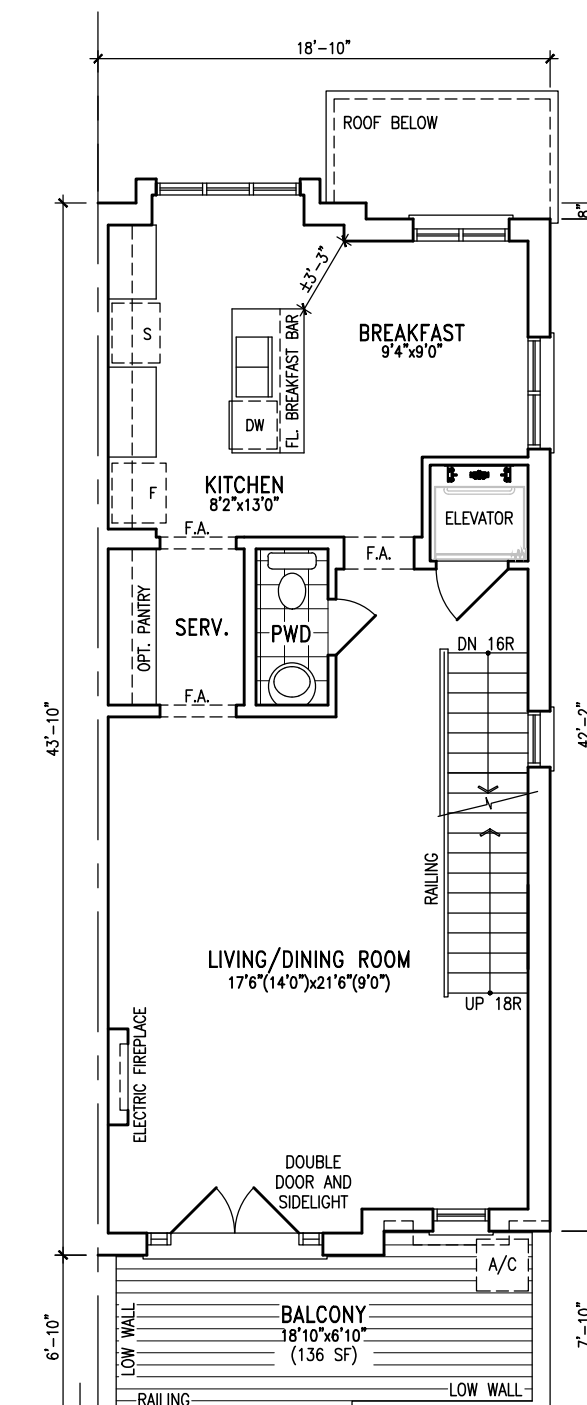 18'-10"
ROOF BELOW
8"
±3'-3"
BREAKFAST
9'4"x9'0"
S
FL. BREAKFAST BAR
DW
F
KITCHEN
8'2"x13'0"
ELEVATOR
F.A.
F.A.
OPT. PANTRY
SERV.
PWD
DN 16R
F.A.
43'-10"
42'-2"
RAILING
LIVING/DINING ROOM
17'6"(14'0")x21'6"(9'0")
UP 18R
ELECTRIC FIREPLACE
DOUBLE
DOOR AND
SIDELIGHT
A/C
BALCONY
18'10"x6'10"
(136 SF)
6'-10"
7'-10"
LOW WALL
LOW WALL
RAILING